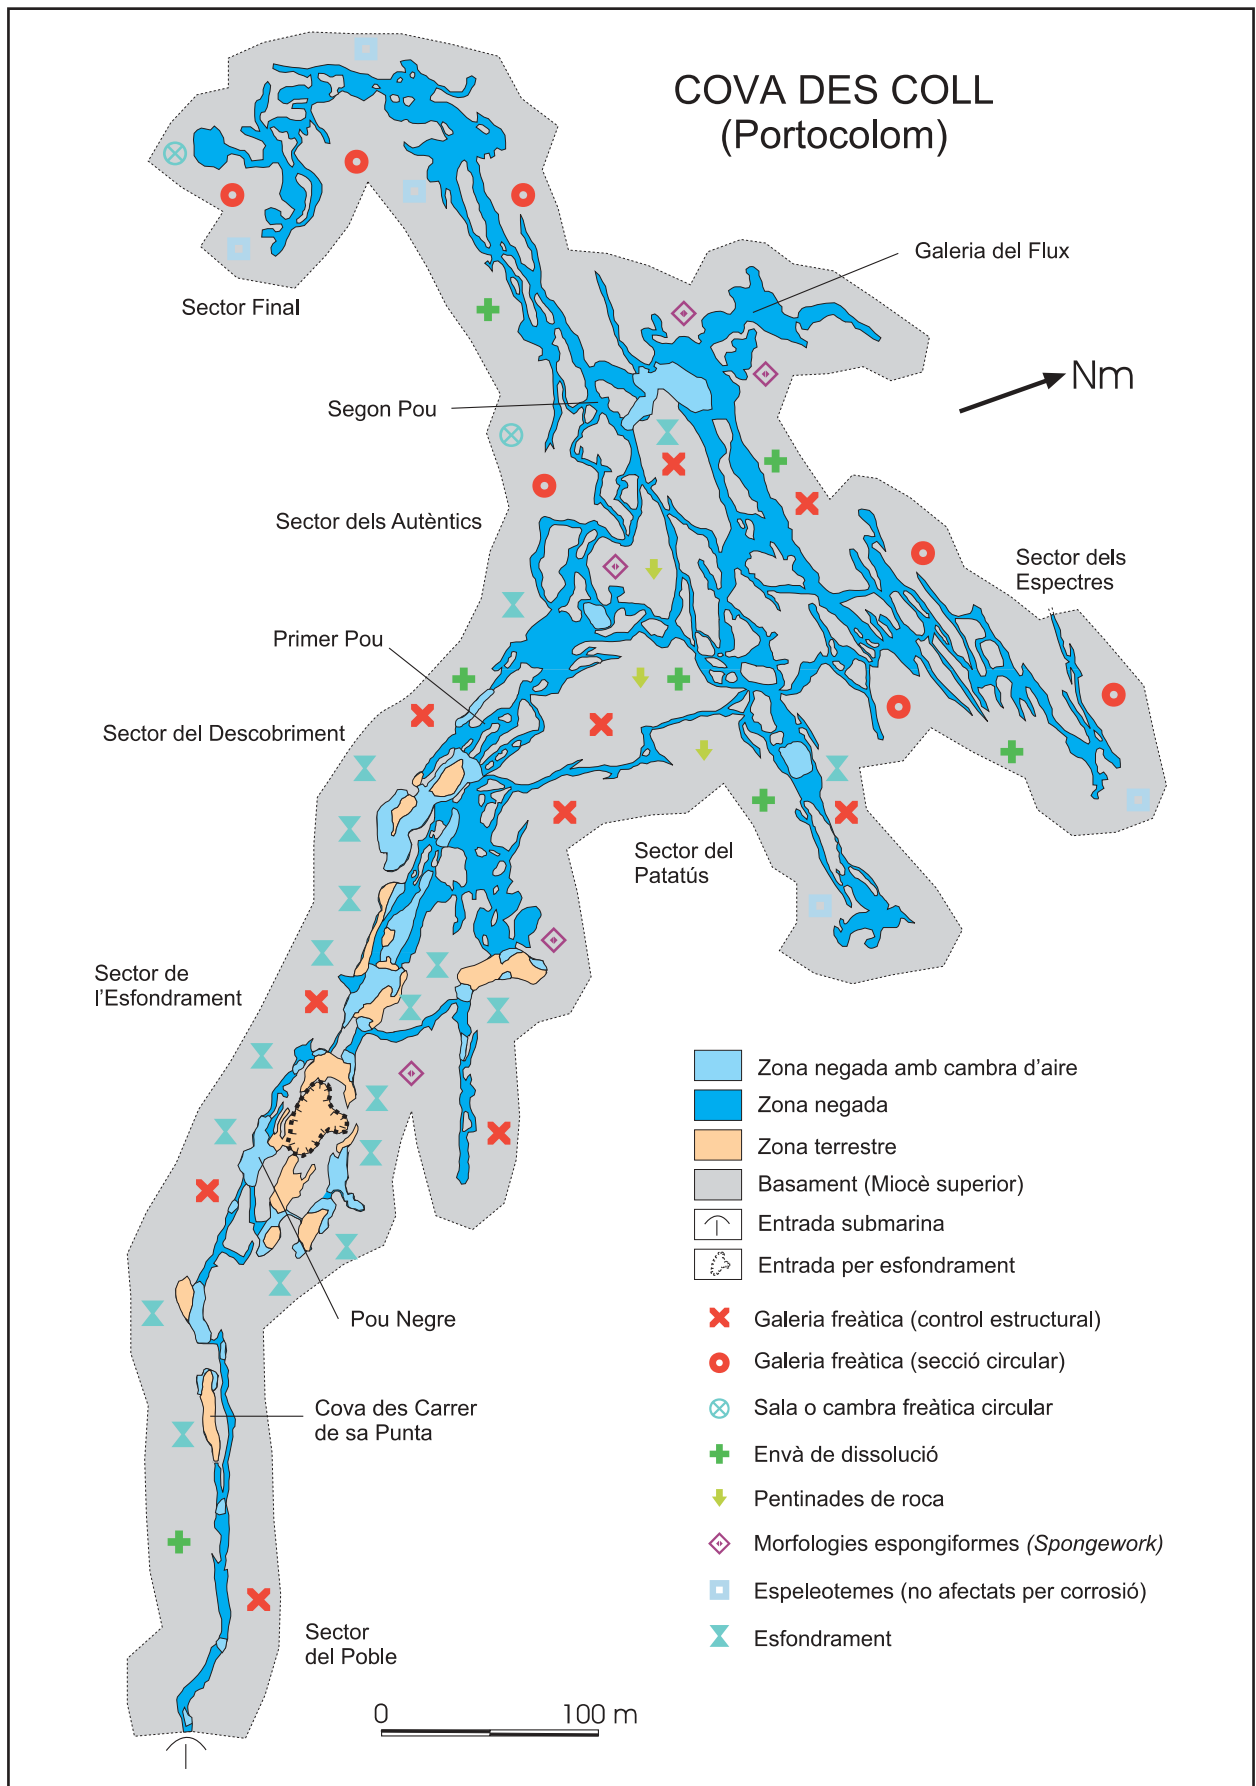 COVA DES COLL
(Portocolom)
Galeria del Flux
Sector Final
Nm
Segon Pou
Sector dels Autèntics
Sector dels
Espectres
Primer Pou
Sector del Descobriment
Sector del
Patatús
Sector de
l'Esfondrament
Pou Negre
Cova des Carrer
de sa Punta
Sector
del Poble
0 100 m
Zona negada amb cambra d'aire
Zona negada
Zona terrestre
Basament (Miocè superior)
Entrada submarina
Entrada per esfondrament
Galeria freàtica (control estructural)
Galeria freàtica (secció circular)
Sala o cambra freàtica circular
Envà de dissolució
Pentinades de roca
Morfologies espongiformes (Spongework)
Espeleotemes (no afectats per corrosió)
Esfondrament